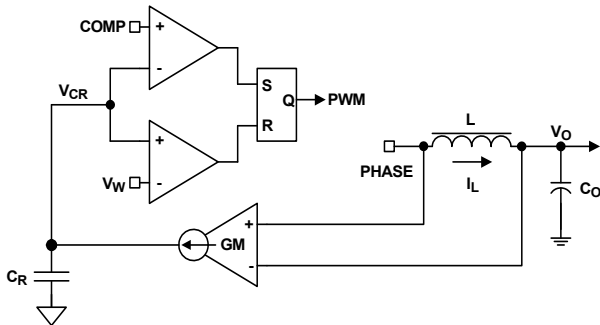 COMP
+
-
V_CR
S
Q
PWM
R
+
V_W
-
L
V_O
PHASE
I_L
C_O
+
GM
-
C_R